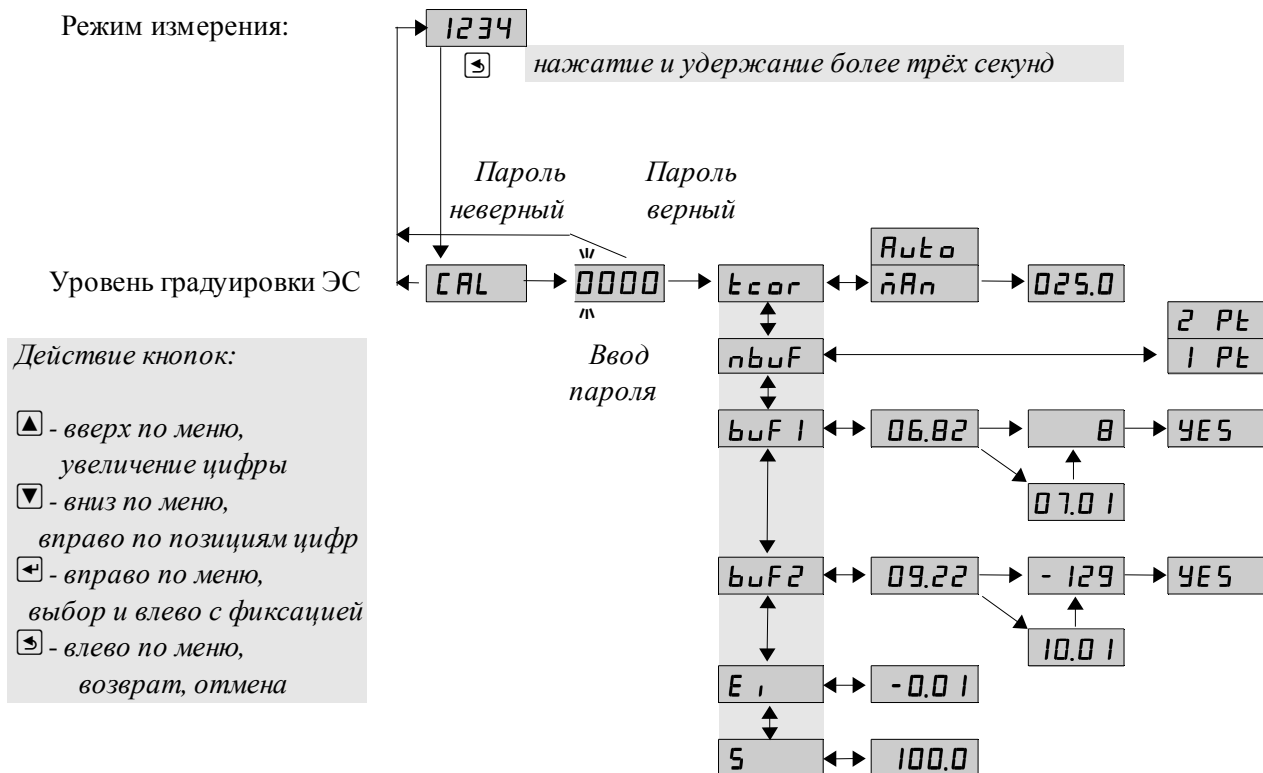 Режим измерения:
1234
нажатие и удержание более трёх секунд
Пароль
неверный
Пароль
верный
Уровень градуировки ЭС
CAL
0000
Ввод
пароля
tcor
Auto
n̄An
025.0
nbuF
2 Pt
1 Pt
buF1
06.82
8
YES
07.01
buF2
09.22
-129
YES
10.01
Ei
-0.01
S
100.0
Действие кнопок:
▲ - вверх по меню,
увеличение цифры
▼ - вниз по меню,
вправо по позициям цифр
- вправо по меню,
выбор и влево с фиксацией
- влево по меню,
возврат, отмена